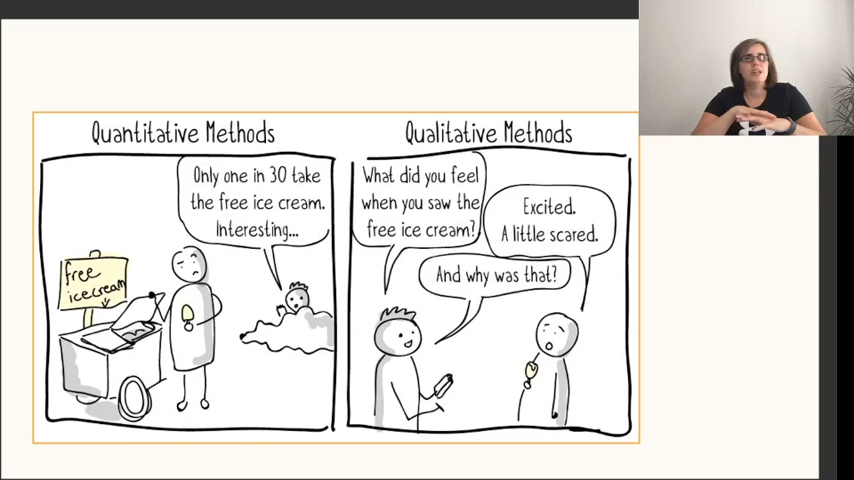 Quantitative Methods
Only one in 30 take
the free ice cream.
Interesting...
free
icecream
Qualitative Methods
What did you feel
when you saw the
free ice cream?
Excited.
A little scared.
And why was that?